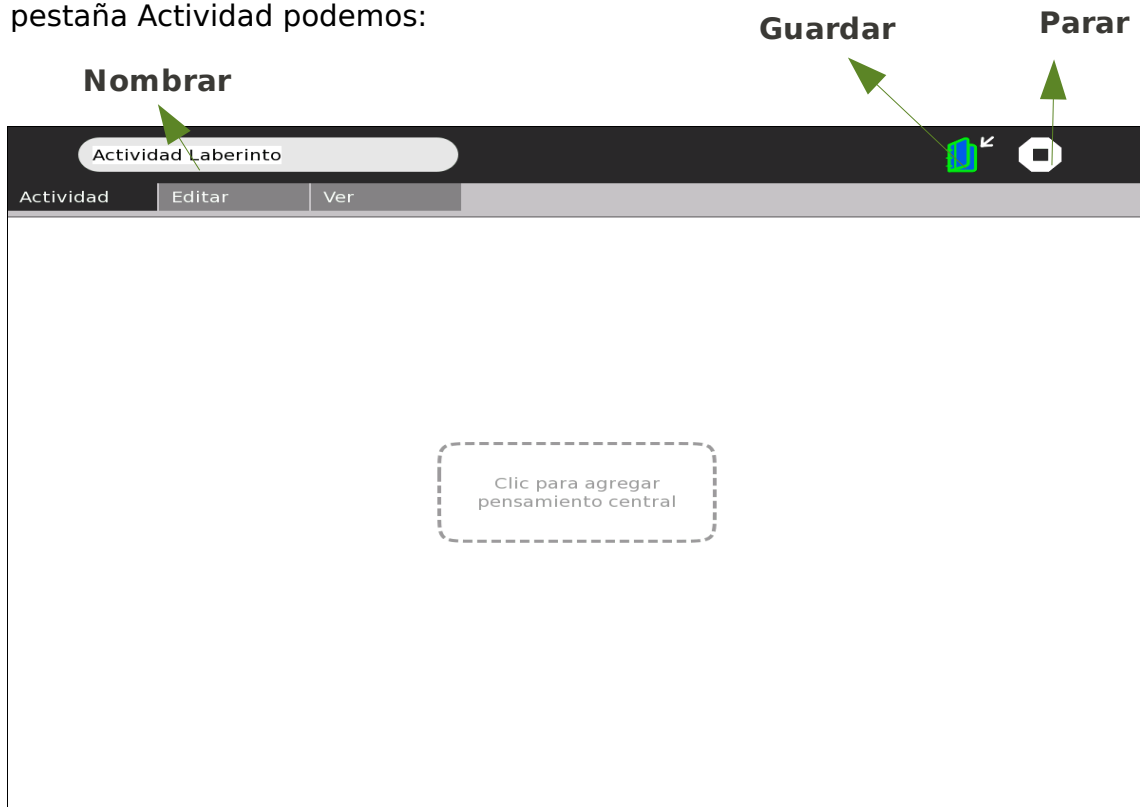 pestaña Actividad podemos:
Guardar
Parar
Nombrar
Actividad Laberinto
Actividad Editar Ver
Clic para agregar
pensamiento central